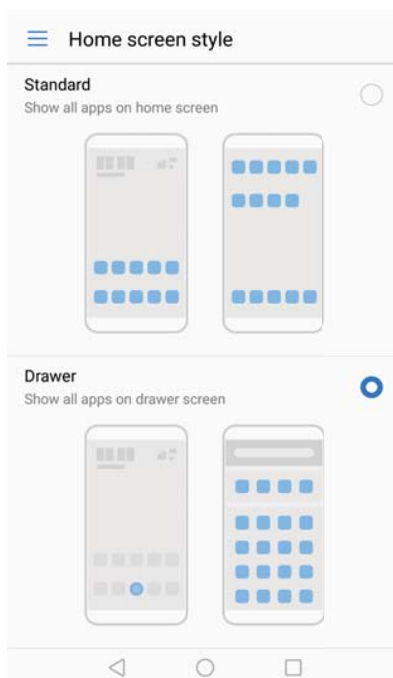 Home screen style
Standard
Show all apps on home screen
Drawer
Show all apps on drawer screen